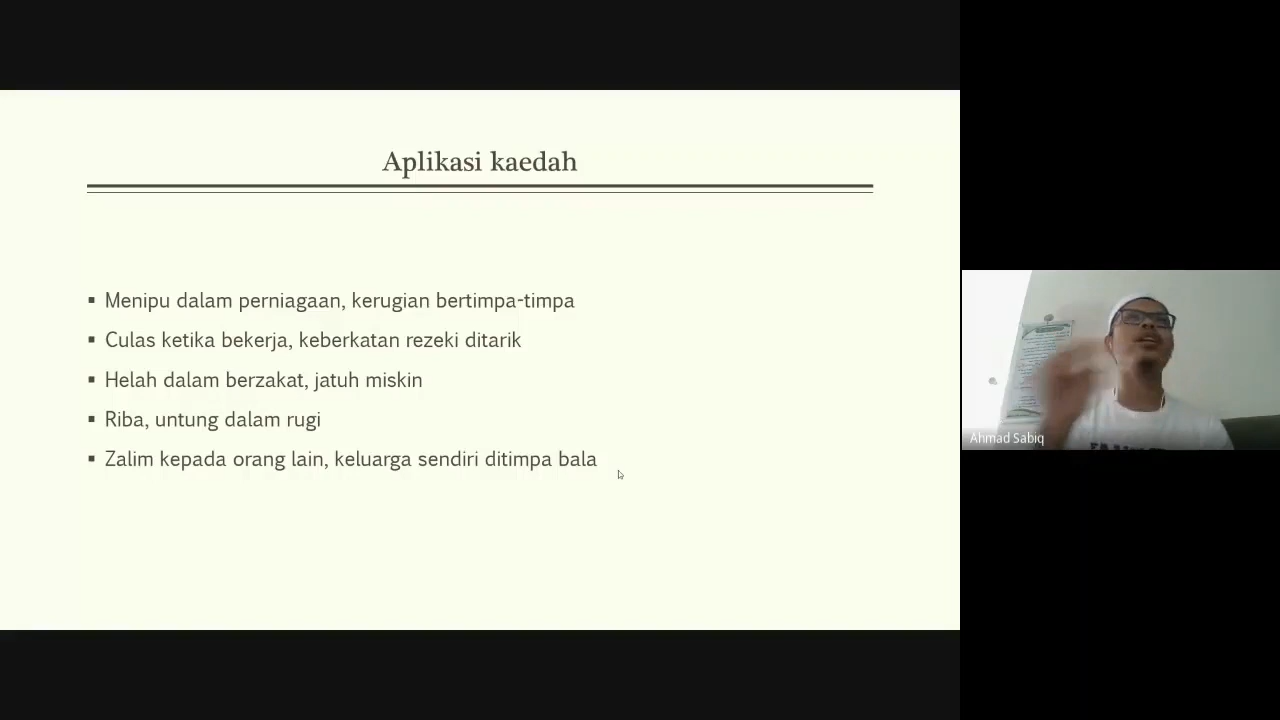 Aplikasi kaedah
▪ Menipu dalam perniagaan, kerugian bertimpa-timpa
▪ Culas ketika bekerja, keberkatan rezeki ditarik
▪ Helah dalam berzakat, jatuh miskin
▪ Riba, untung dalam rugi
▪ Zalim kepada orang lain, keluarga sendiri ditimpa bala
Ahmad Sabiq